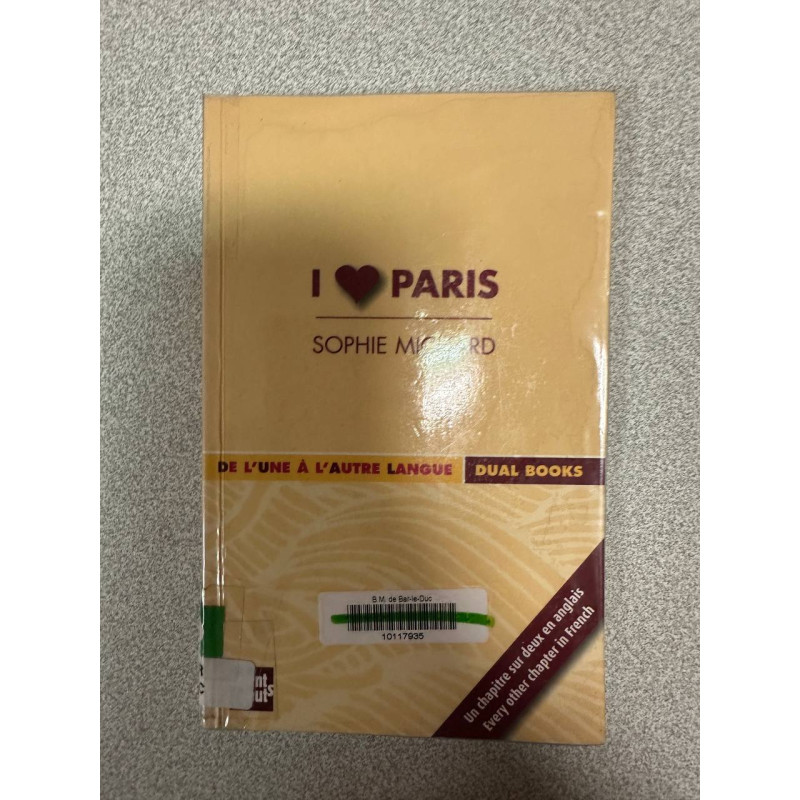 I ♥ PARIS
SOPHIE
DE L'UNE À L'AUTRE LANGUE DUAL BOOKS
Un chapitre sur deux en anglais
Every other chapter in French
B.M. de Bar-le-Duc
10117935